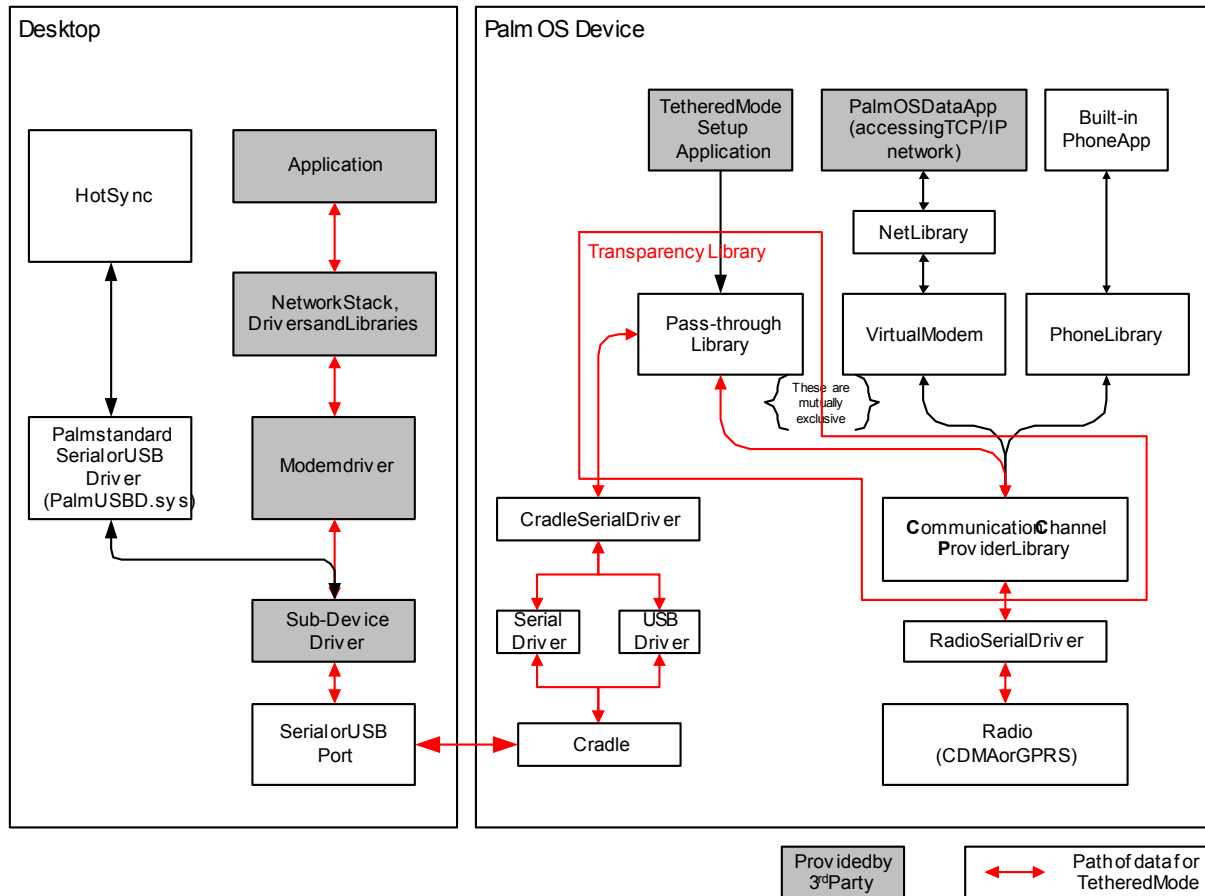 Desktop
Palm OS Device
HotSync
Application
NetworkStack,
DriversandLibraries
Palmstandard
SerialorUSB
Driver
(PalmUSBD.sys)
Modemdriver
Sub-Device
Driver
SerialorUSB
Port
TetheredMode
Setup
Application
PalmOSDataApp
(accessingTCP/IP
network)
Built-in
PhoneApp
NetLibrary
Transparency Library
Pass-through
Library
VirtualModem
PhoneLibrary
These are
mutually
exclusive
CradleSerialDriver
CommunicationChannel
ProviderLibrary
Serial
Driver
USB
Driver
RadioSerialDriver
Cradle
Radio
(CDMAorGPRS)
Providedby
3rdParty
Pathofdatafor
TetheredMode